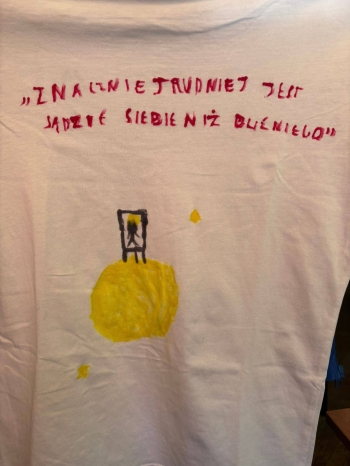 „ZNACZNIE TRUDNIEJ JEST
SĄDZIĆ SIEBIE NIŻ BLIŹNIEGO”